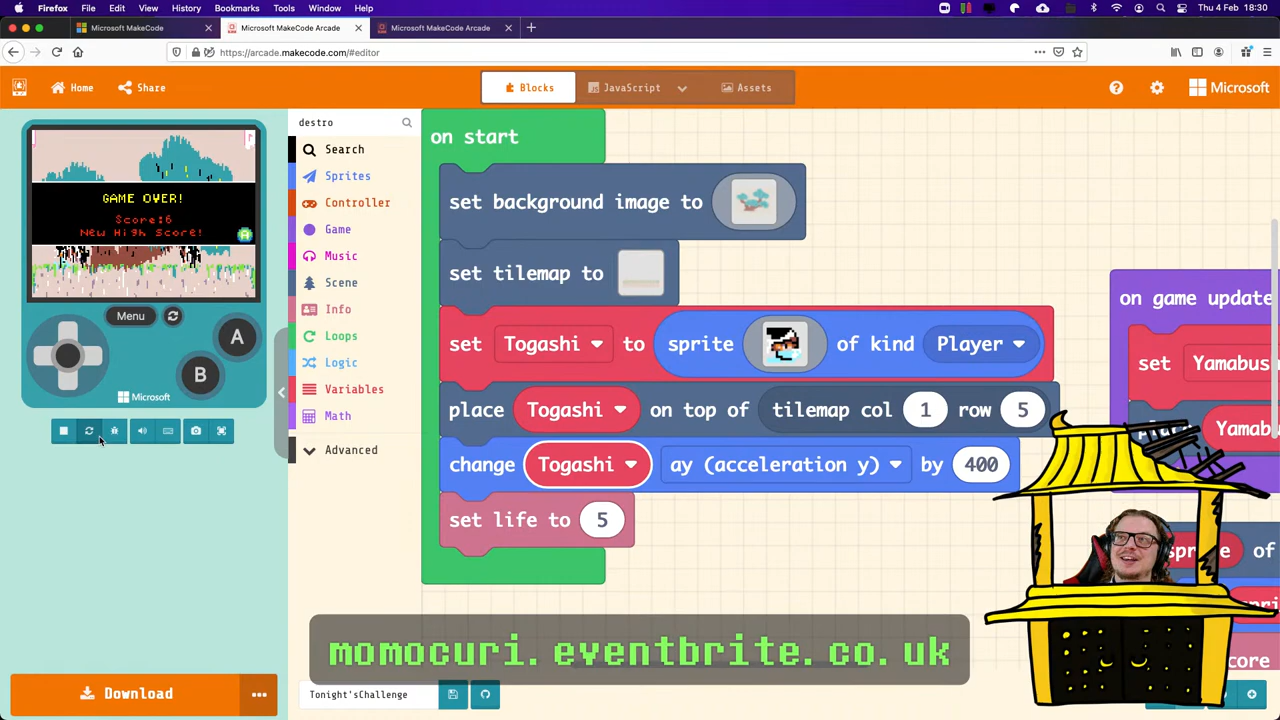 Firefox File Edit View History Bookmarks Tools Window Help
Thu 4 Mar 18:30
Microsoft MakeCode
Microsoft MakeCode Arcade
Microsoft MakeCode Arcade
https://arcade.makecode.com/#editor
Home
Share
Blocks
JavaScript
Assets
Microsoft
GAME OVER!
Score:6
New High Score!
A
Menu
A
B
Microsoft
Download
destro
Search
Sprites
Controller
Game
Music
Scene
Info
Loops
Logic
Variables
Math
Advanced
on start
set background image to
set tilemap to
set Togashi to sprite of kind Player
place Togashi on top of tilemap col 1 row 5
change Togashi ay (acceleration y) by 400
set life to 5
on game update
set Yamabus
Yamab
sprite of
core
momocuri.eventbrite.co.uk
Tonight'sChallenge